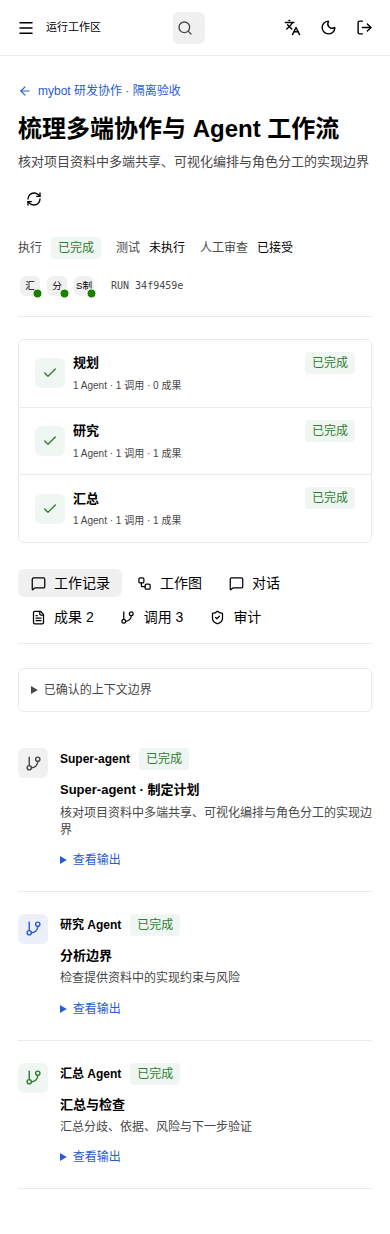 运行工作区
mybot 研发协作 · 隔离验收
梳理多端协作与 Agent 工作流
核对项目资料中多端共享、可视化编排与角色分工的实现边界
执行 已完成 测试 未执行 人工审查 已接受
汇 分 S制 RUN 34f9459e
规划 已完成
1 Agent · 1 调用 · 0 成果
研究 已完成
1 Agent · 1 调用 · 1 成果
汇总 已完成
1 Agent · 1 调用 · 1 成果
工作记录 工作图 对话
成果 2 调用 3 审计
已确认的上下文边界
Super-agent 已完成
Super-agent · 制定计划
核对项目资料中多端共享、可视化编排与角色分工的实现边
界
查看输出
研究 Agent 已完成
分析边界
检查提供资料中的实现约束与风险
查看输出
汇总 Agent 已完成
汇总与检查
汇总分歧、依据、风险与下一步验证
查看输出